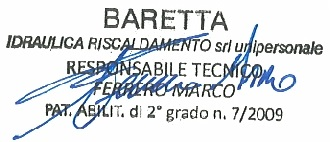 BARETTA
IDRAULICA RISCALDAMENTO srl unipersonale
RESPONSABILE TECNICO
FERRERO MARCO
PAT. ABILIT. di 2° grado n. 7/2009